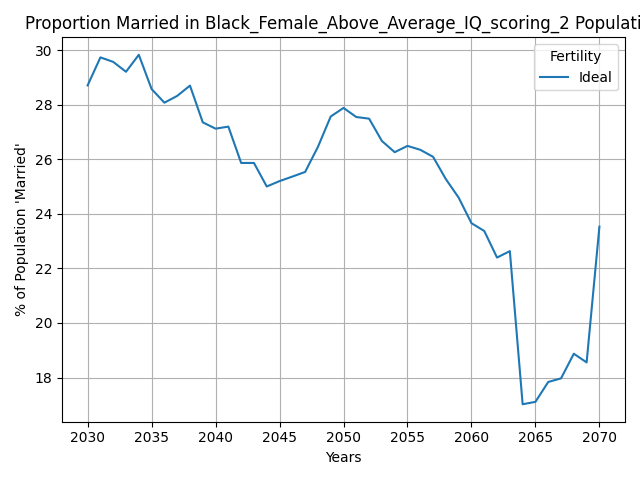 Proportion Married in Black_Female_Above_Average_IQ_scoring_2 Populati
Fertility
Ideal
% of Population 'Married'
30
28
26
24
22
20
18
2030 2035 2040 2045 2050 2055 2060 2065 2070
Years